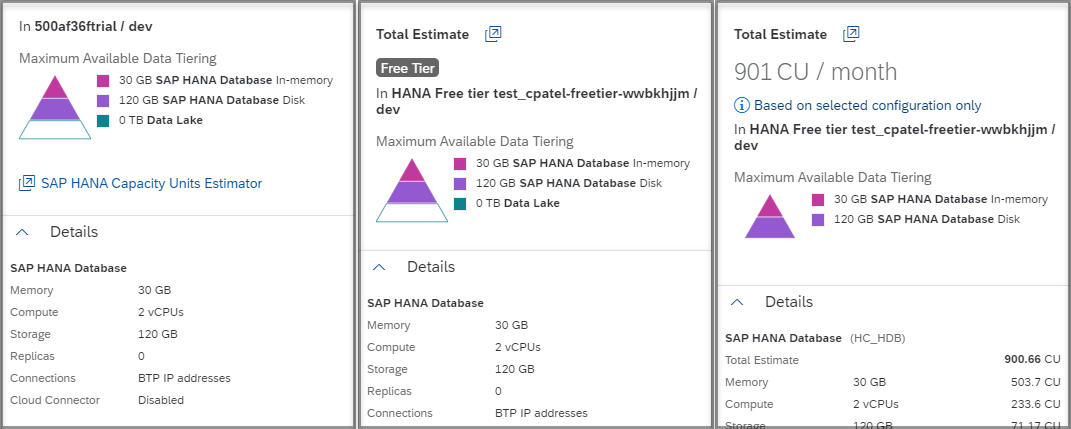 In 500af36ftrial / dev
Maximum Available Data Tiering
30 GB SAP HANA Database In-memory
120 GB SAP HANA Database Disk
0 TB Data Lake
SAP HANA Capacity Units Estimator
Details
SAP HANA Database
Memory 30 GB
Compute 2 vCPUs
Storage 120 GB
Replicas 0
Connections BTP IP addresses
Cloud Connector Disabled
Total Estimate
Free Tier
In HANA Free tier test_cpatel-freetier-wwbkhjjm /
dev
Maximum Available Data Tiering
30 GB SAP HANA Database In-memory
120 GB SAP HANA Database Disk
0 TB Data Lake
Details
SAP HANA Database
Memory 30 GB
Compute 2 vCPUs
Storage 120 GB
Replicas 0
Connections BTP IP addresses
Total Estimate
901 CU / month
Based on selected configuration only
In HANA Free tier test_cpatel-freetier-wwbkhjjm /
dev
Maximum Available Data Tiering
30 GB SAP HANA Database In-memory
120 GB SAP HANA Database Disk
Details
SAP HANA Database (HC_HDB)
Total Estimate 900.66 CU
Memory 30 GB 503.7 CU
Compute 2 vCPUs 233.6 CU
Storage 120 GB 71.17 CU